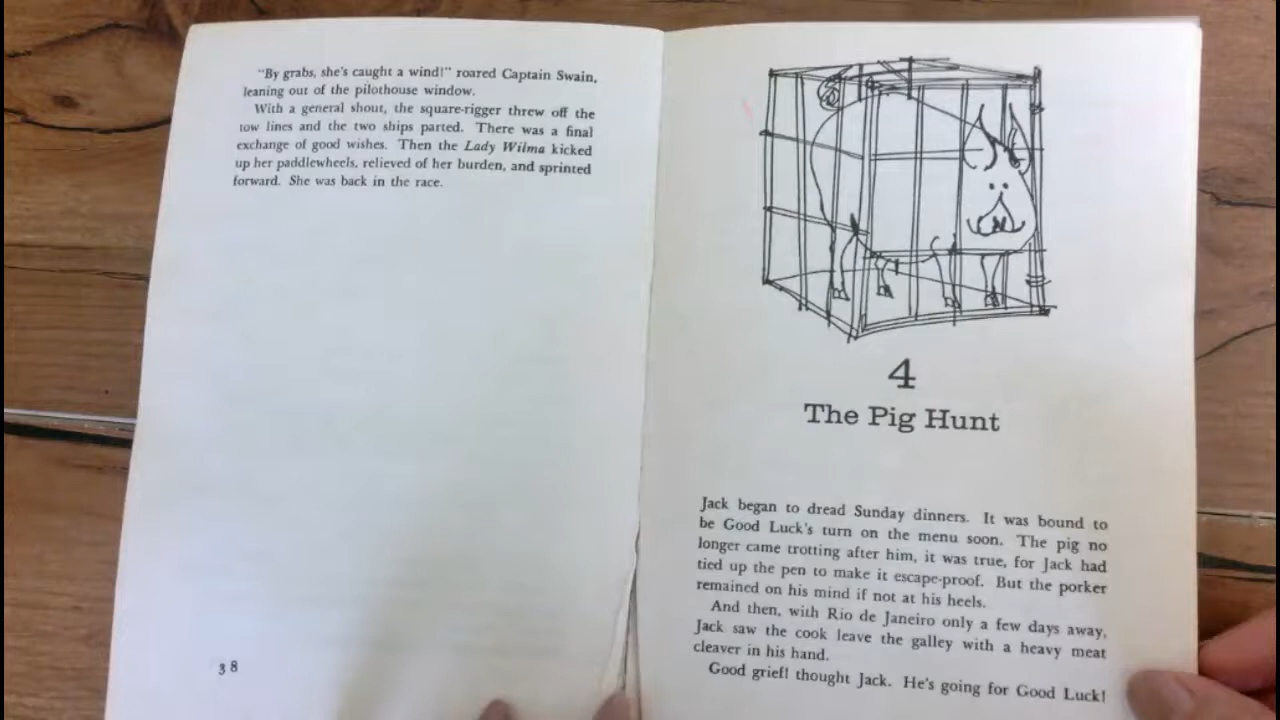 "By grabs, she's caught a wind!" roared Captain Swain,
leaning out of the pilothouse window.
With a general shout, the square-rigger threw off the
tow lines and the two ships parted. There was a final
exchange of good wishes. Then the Lady Wilma kicked
up her paddlewheels, relieved of her burden, and sprinted
forward. She was back in the race.
38
4
The Pig Hunt
Jack began to dread Sunday dinners. It was bound to
be Good Luck's turn on the menu soon. The pig no
longer came trotting after him, it was true, for Jack had
tied up the pen to make it escape-proof. But the porker
remained on his mind if not at his heels.
And then, with Rio de Janeiro only a few days away,
Jack saw the cook leave the galley with a heavy meat
cleaver in his hand.
Good grief! thought Jack. He's going for Good Luck!